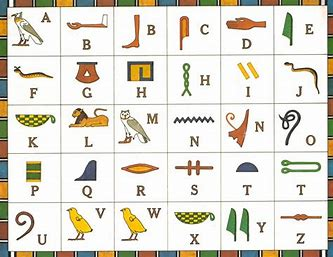 A B B C D E
F G H H I J
K L M N N O
P Q R S T T
U V W X Y Z